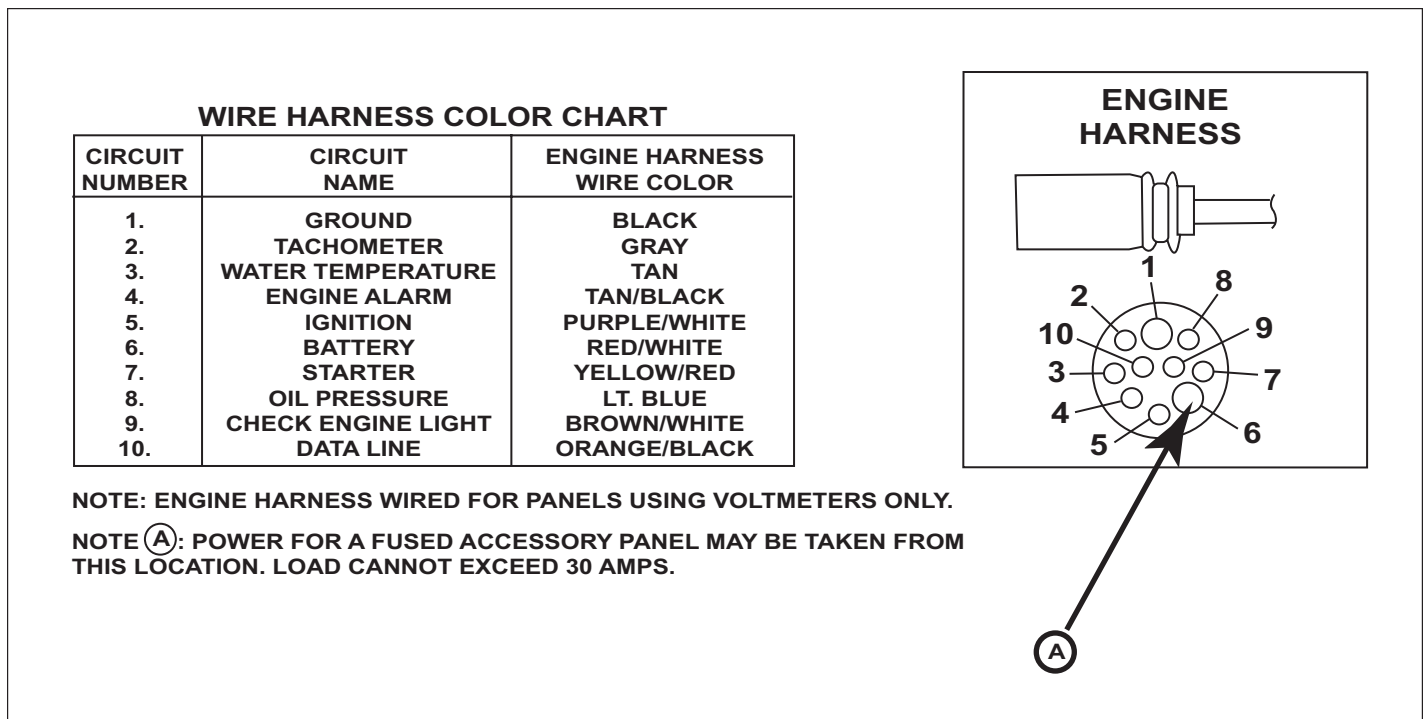 WIRE HARNESS COLOR CHART
CIRCUIT NUMBER CIRCUIT NAME ENGINE HARNESS WIRE COLOR
1. GROUND BLACK
2. TACHOMETER GRAY
3. WATER TEMPERATURE TAN
4. ENGINE ALARM TAN/BLACK
5. IGNITION PURPLE/WHITE
6. BATTERY RED/WHITE
7. STARTER YELLOW/RED
8. OIL PRESSURE LT. BLUE
9. CHECK ENGINE LIGHT BROWN/WHITE
10. DATA LINE ORANGE/BLACK
NOTE: ENGINE HARNESS WIRED FOR PANELS USING VOLTMETERS ONLY.
NOTE A: POWER FOR A FUSED ACCESSORY PANEL MAY BE TAKEN FROM
THIS LOCATION. LOAD CANNOT EXCEED 30 AMPS.
ENGINE
HARNESS
1
2
8
10
9
3
7
4
6
5
A